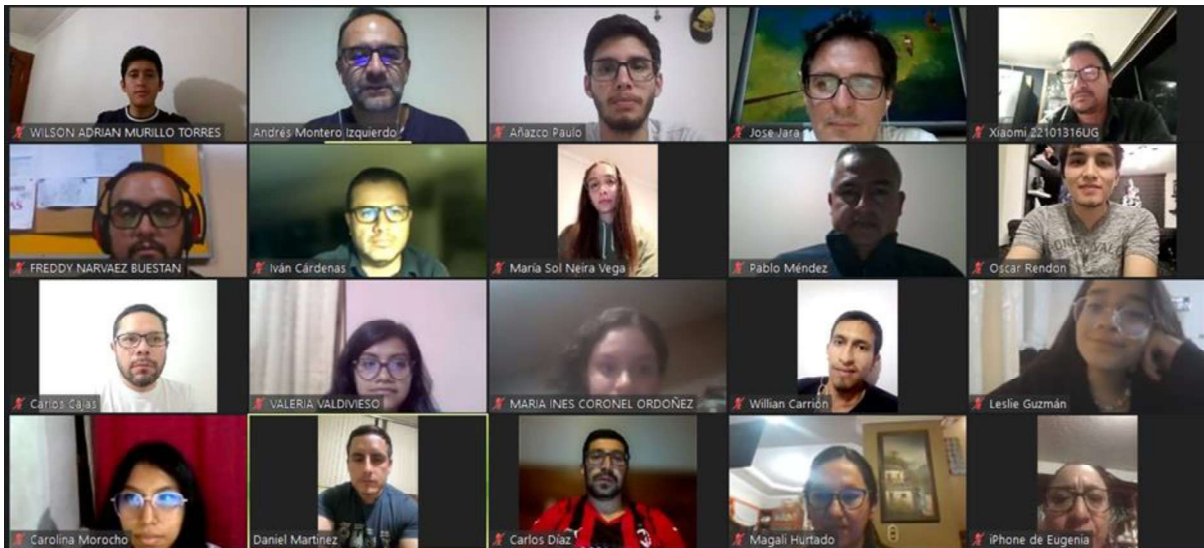 WILSON ADRIAN MURILLO TORRES
Andrés Montero Izquierdo
Añazco Paulo
Jose Jara
Xiaomi 22101316UG
FREDDY NARVAEZ BUESTAN
Iván Cárdenas
María Sol Neira Vega
Pablo Méndez
Oscar Rendon
Carlos Cajas
VALERIA VALDIVIESO
MARIA INES CORONEL ORDOÑEZ
Willian Carrión
Leslie Guzmán
Carolina Morocho
Daniel Martinez
Carlos Díaz
Magali Hurtado
iPhone de Eugenia